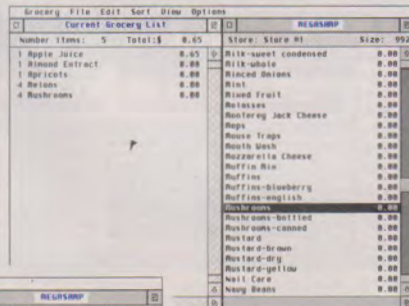 Grocery File Edit Sort View Options
Current Grocery List
Number items: 5 Total:$ 0.65
1 Apple Juice 0.65
1 Almond Extract 0.00
1 Apricots 0.00
4 Melons 0.00
4 Mushrooms 0.00
MEGASAMP
Store: Store #1 Size: 992
Milk-sweet condensed 0.00
Milk-whole 0.00
Minced Onions 0.00
Mint 0.00
Mixed Fruit 0.00
Molasses 0.00
Monterey Jack Cheese 0.00
Mops 0.00
Mouse Traps 0.00
Mouth Wash 0.00
Mozzarella Cheese 0.00
Muffin Mix 0.00
Muffins 0.00
Muffins-blueberry 0.00
Muffins-english 0.00
Mushrooms 0.00
Mushrooms-bottled 0.00
Mushrooms-canned 0.00
Mustard 0.00
Mustard-brown 0.00
Mustard-dry 0.00
Mustard-yellow 0.00
Nail Care 0.00
Navy Beans 0.00
MEGASAMP